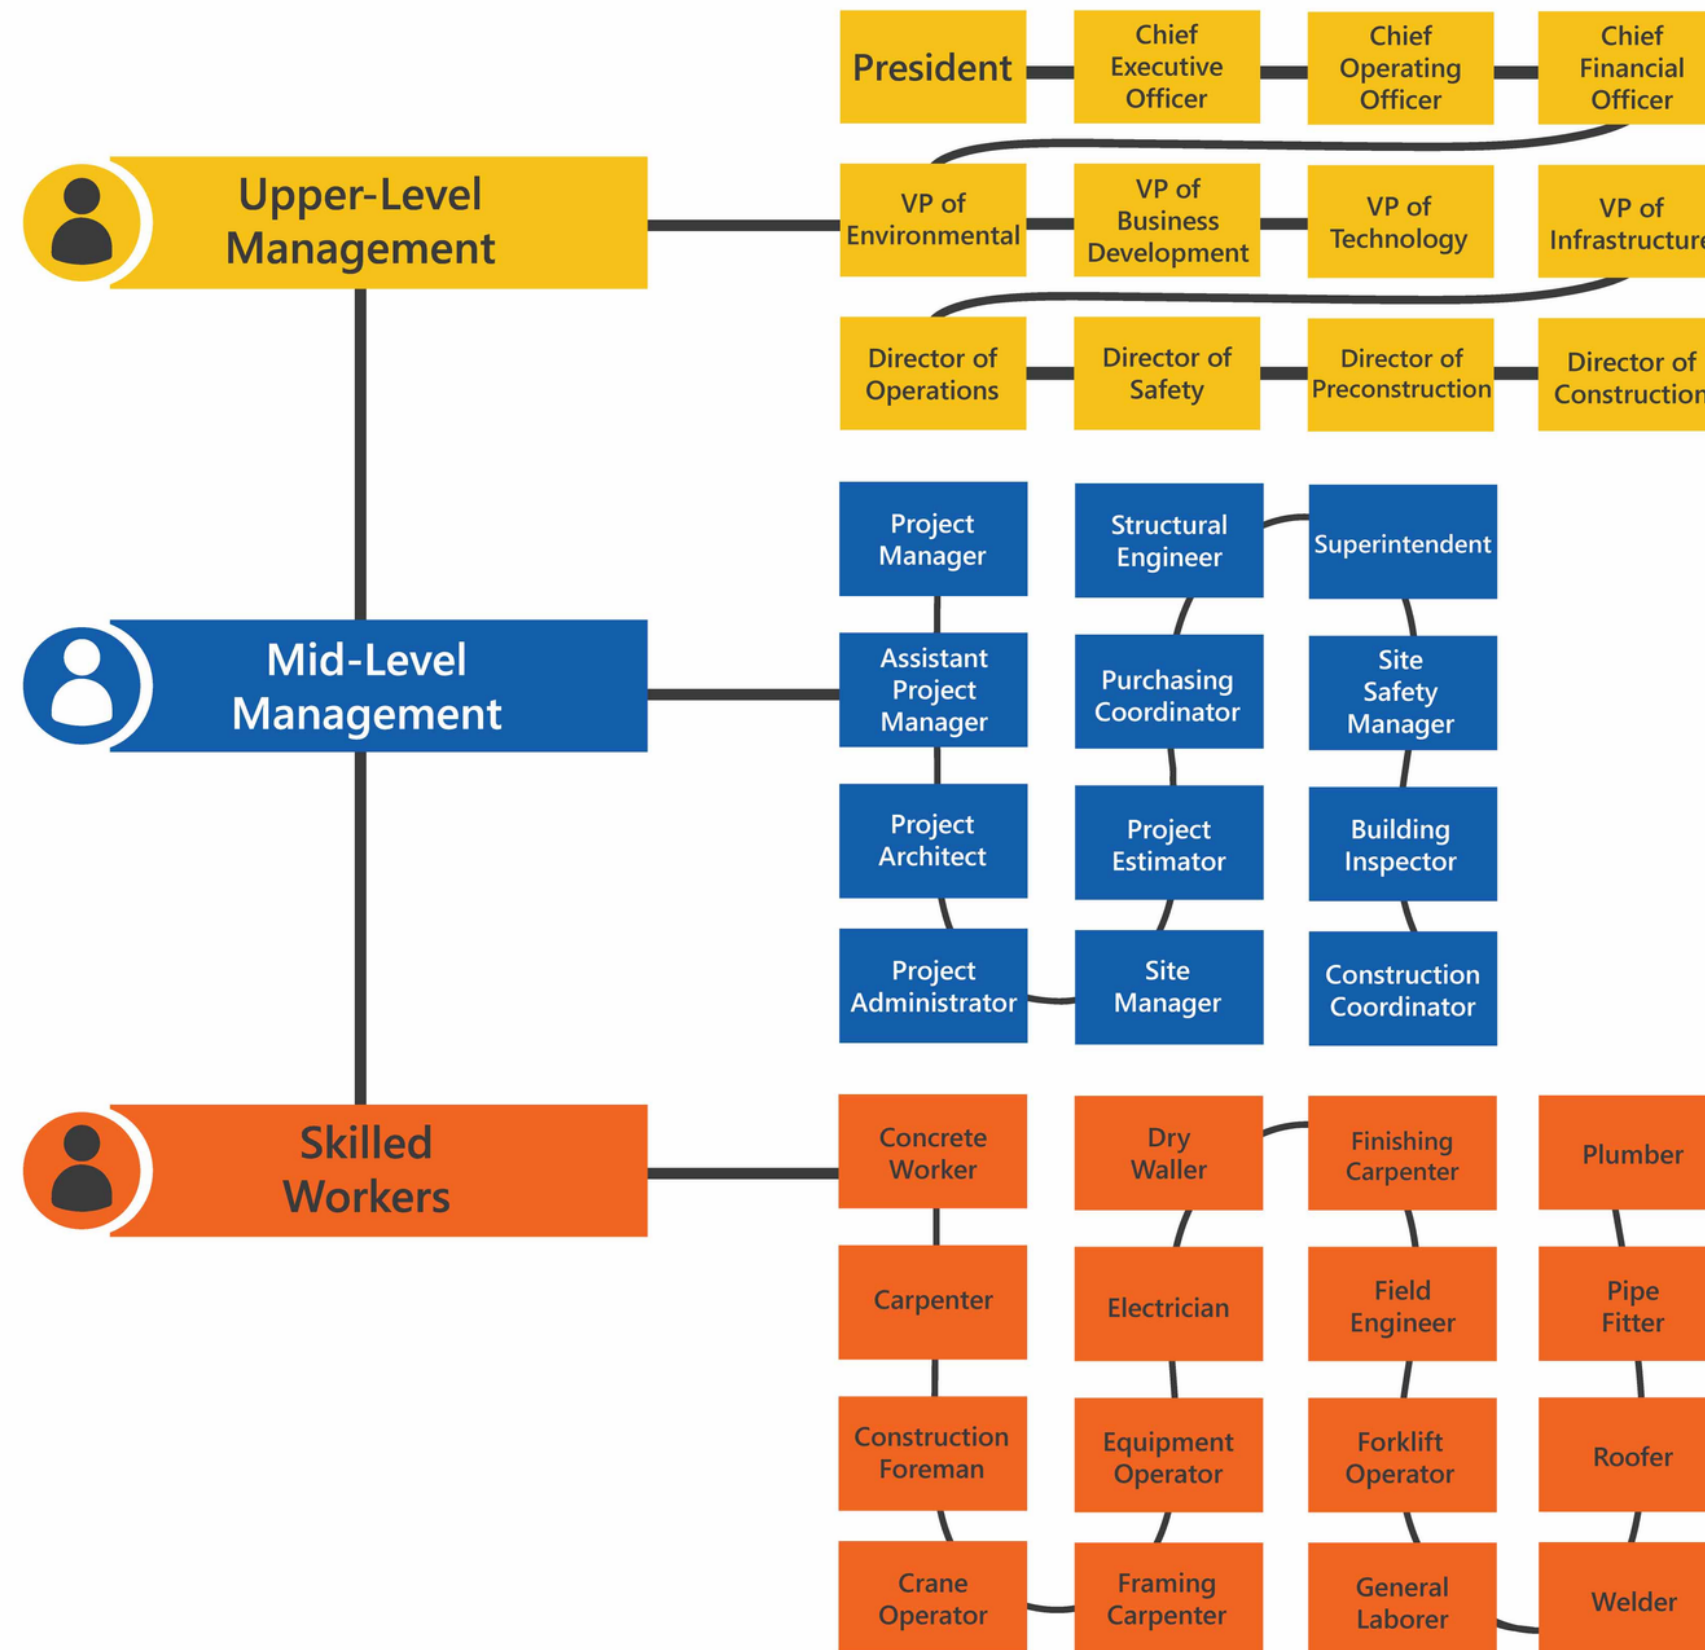 President
Chief
Executive
Officer
Chief
Operating
Officer
Chief
Financial
Officer
Upper-Level
Management
VP of
Environmental
VP of
Business
Development
VP of
Technology
VP of
Infrastructure
Director of
Operations
Director of
Safety
Director of
Preconstruction
Director of
Construction
Mid-Level
Management
Project
Manager
Structural
Engineer
Superintendent
Assistant
Project
Manager
Purchasing
Coordinator
Site
Safety
Manager
Project
Architect
Project
Estimator
Building
Inspector
Project
Administrator
Site
Manager
Construction
Coordinator
Skilled
Workers
Concrete
Worker
Dry
Waller
Finishing
Carpenter
Plumber
Carpenter
Electrician
Field
Engineer
Pipe
Fitter
Construction
Foreman
Equipment
Operator
Forklift
Operator
Roofer
Crane
Operator
Framing
Carpenter
General
Laborer
Welder